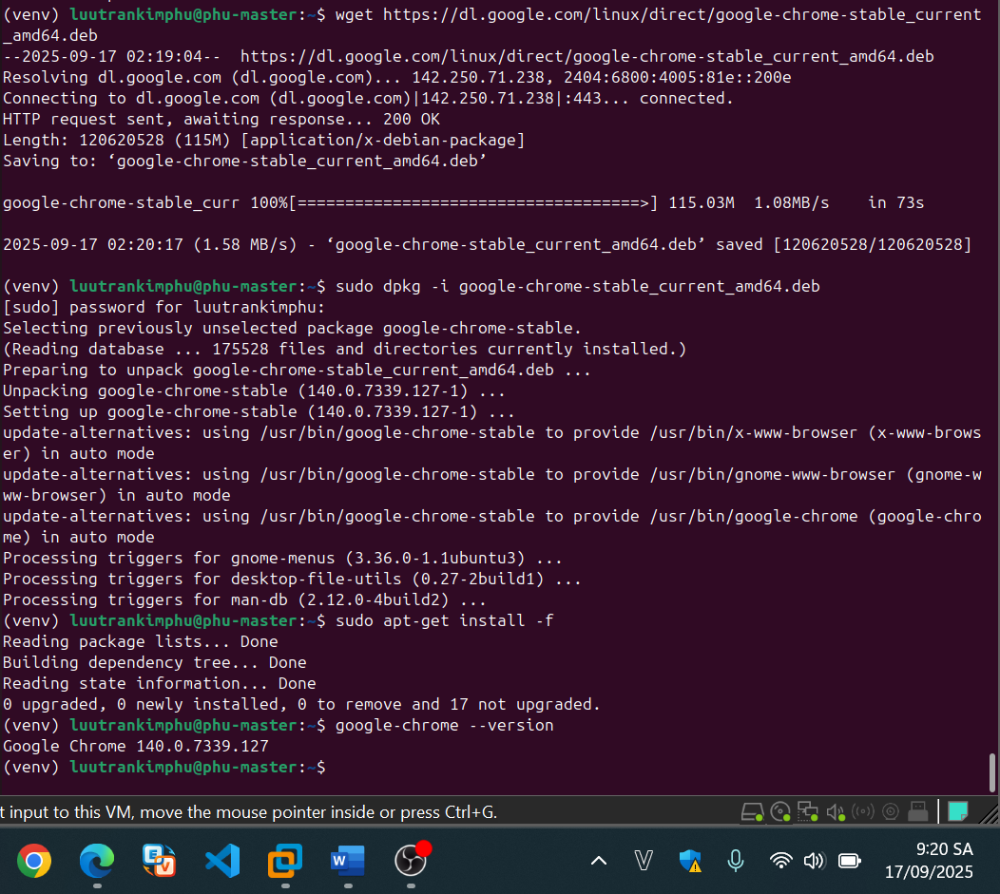 (venv) luutrankimphu@phu-master:~$ wget https://dl.google.com/linux/direct/google-chrome-stable_current
_amd64.deb
--2025-09-17 02:19:04--  https://dl.google.com/linux/direct/google-chrome-stable_current_amd64.deb
Resolving dl.google.com (dl.google.com)... 142.250.71.238, 2404:6800:4005:81e::200e
Connecting to dl.google.com (dl.google.com)|142.250.71.238|:443... connected.
HTTP request sent, awaiting response... 200 OK
Length: 120620528 (115M) [application/x-debian-package]
Saving to: ‘google-chrome-stable_current_amd64.deb’
google-chrome-stable_curr 100%[====================================>] 115.03M  1.08MB/s    in 73s
2025-09-17 02:20:17 (1.58 MB/s) - ‘google-chrome-stable_current_amd64.deb’ saved [120620528/120620528]
(venv) luutrankimphu@phu-master:~$ sudo dpkg -i google-chrome-stable_current_amd64.deb
[sudo] password for luutrankimphu:
Selecting previously unselected package google-chrome-stable.
(Reading database ... 175528 files and directories currently installed.)
Preparing to unpack google-chrome-stable_current_amd64.deb ...
Unpacking google-chrome-stable (140.0.7339.127-1) ...
Setting up google-chrome-stable (140.0.7339.127-1) ...
update-alternatives: using /usr/bin/google-chrome-stable to provide /usr/bin/x-www-browser (x-www-brows
er) in auto mode
update-alternatives: using /usr/bin/google-chrome-stable to provide /usr/bin/gnome-www-browser (gnome-w
ww-browser) in auto mode
update-alternatives: using /usr/bin/google-chrome-stable to provide /usr/bin/google-chrome (google-chro
me) in auto mode
Processing triggers for gnome-menus (3.36.0-1.1ubuntu3) ...
Processing triggers for desktop-file-utils (0.27-2build1) ...
Processing triggers for man-db (2.12.0-4build2) ...
(venv) luutrankimphu@phu-master:~$ sudo apt-get install -f
Reading package lists... Done
Building dependency tree... Done
Reading state information... Done
0 upgraded, 0 newly installed, 0 to remove and 17 not upgraded.
(venv) luutrankimphu@phu-master:~$ google-chrome --version
Google Chrome 140.0.7339.127
(venv) luutrankimphu@phu-master:~$
t input to this VM, move the mouse pointer inside or press Ctrl+G.
9:20 SA
17/09/2025